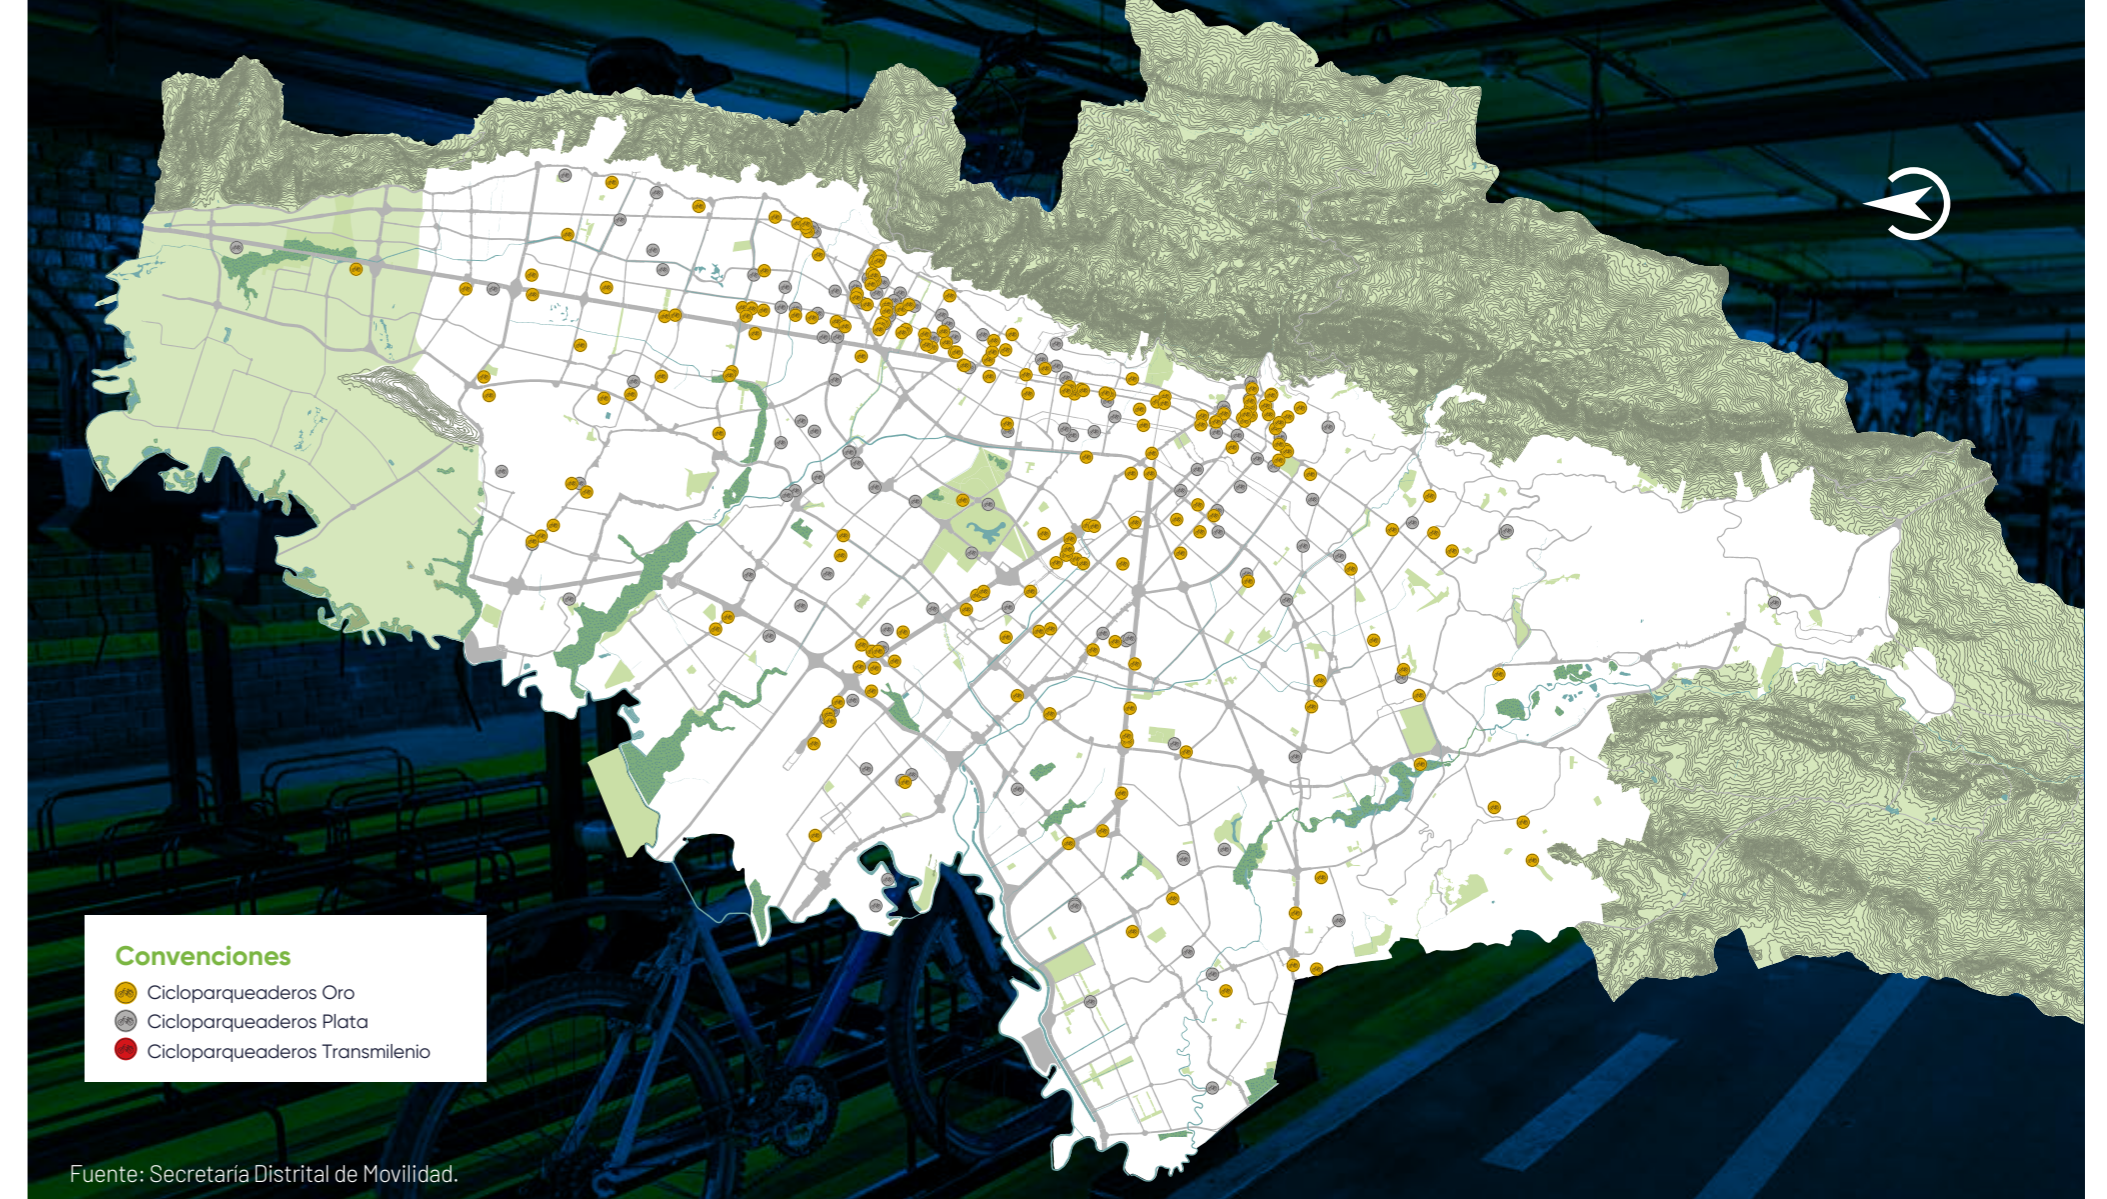 Convenciones
Cicloparqueaderos Oro
Cicloparqueaderos Plata
Cicloparqueaderos Transmilenio
Fuente: Secretaría Distrital de Movilidad.